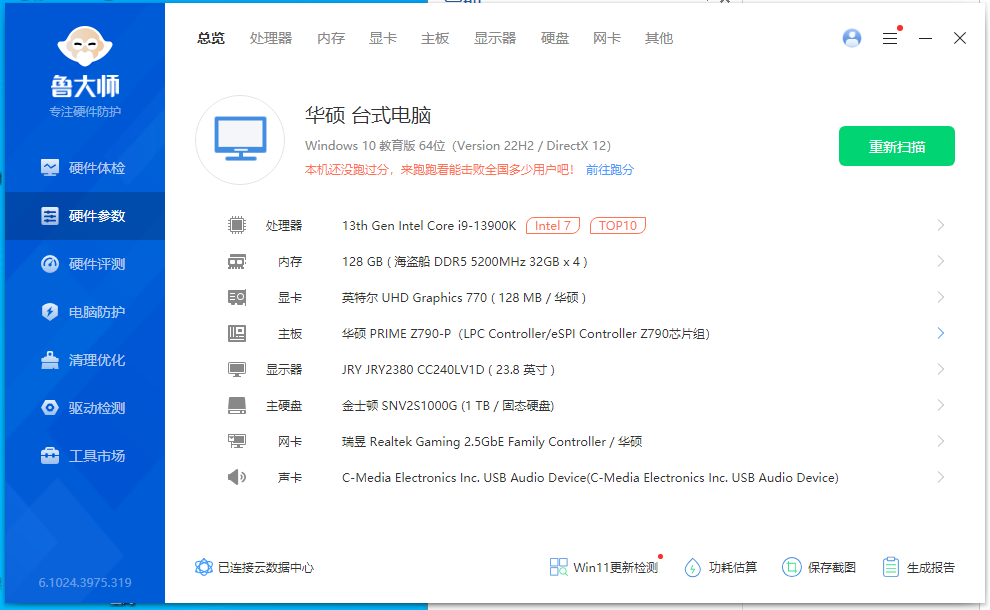 鲁大师
专注硬件防护
硬件体检
硬件参数
硬件评测
电脑防护
清理优化
驱动检测
工具市场
6.1024.3975.319
总览 处理器 内存 显卡 主板 显示器 硬盘 网卡 其他
华硕 台式电脑
Windows 10 教育版 64位（Version 22H2 / DirectX 12）
本机还没跑过分，来跑跑看能击败全国多少用户吧！ 前往跑分
重新扫描
处理器 13th Gen Intel Core i9-13900K Intel 7 TOP10
内存 128 GB ( 海盗船 DDR5 5200MHz 32GB x 4 )
显卡 英特尔 UHD Graphics 770 ( 128 MB / 华硕 )
主板 华硕 PRIME Z790-P（LPC Controller/eSPI Controller Z790芯片组）
显示器 JRY JRY2380 CC240LV1D ( 23.8 英寸 )
主硬盘 金士顿 SNV2S1000G (1 TB / 固态硬盘)
网卡 瑞昱 Realtek Gaming 2.5GbE Family Controller / 华硕
声卡 C-Media Electronics Inc. USB Audio Device(C-Media Electronics Inc. USB Audio Device)
已连接云数据中心 Win11更新检测 功耗估算 保存截图 生成报告